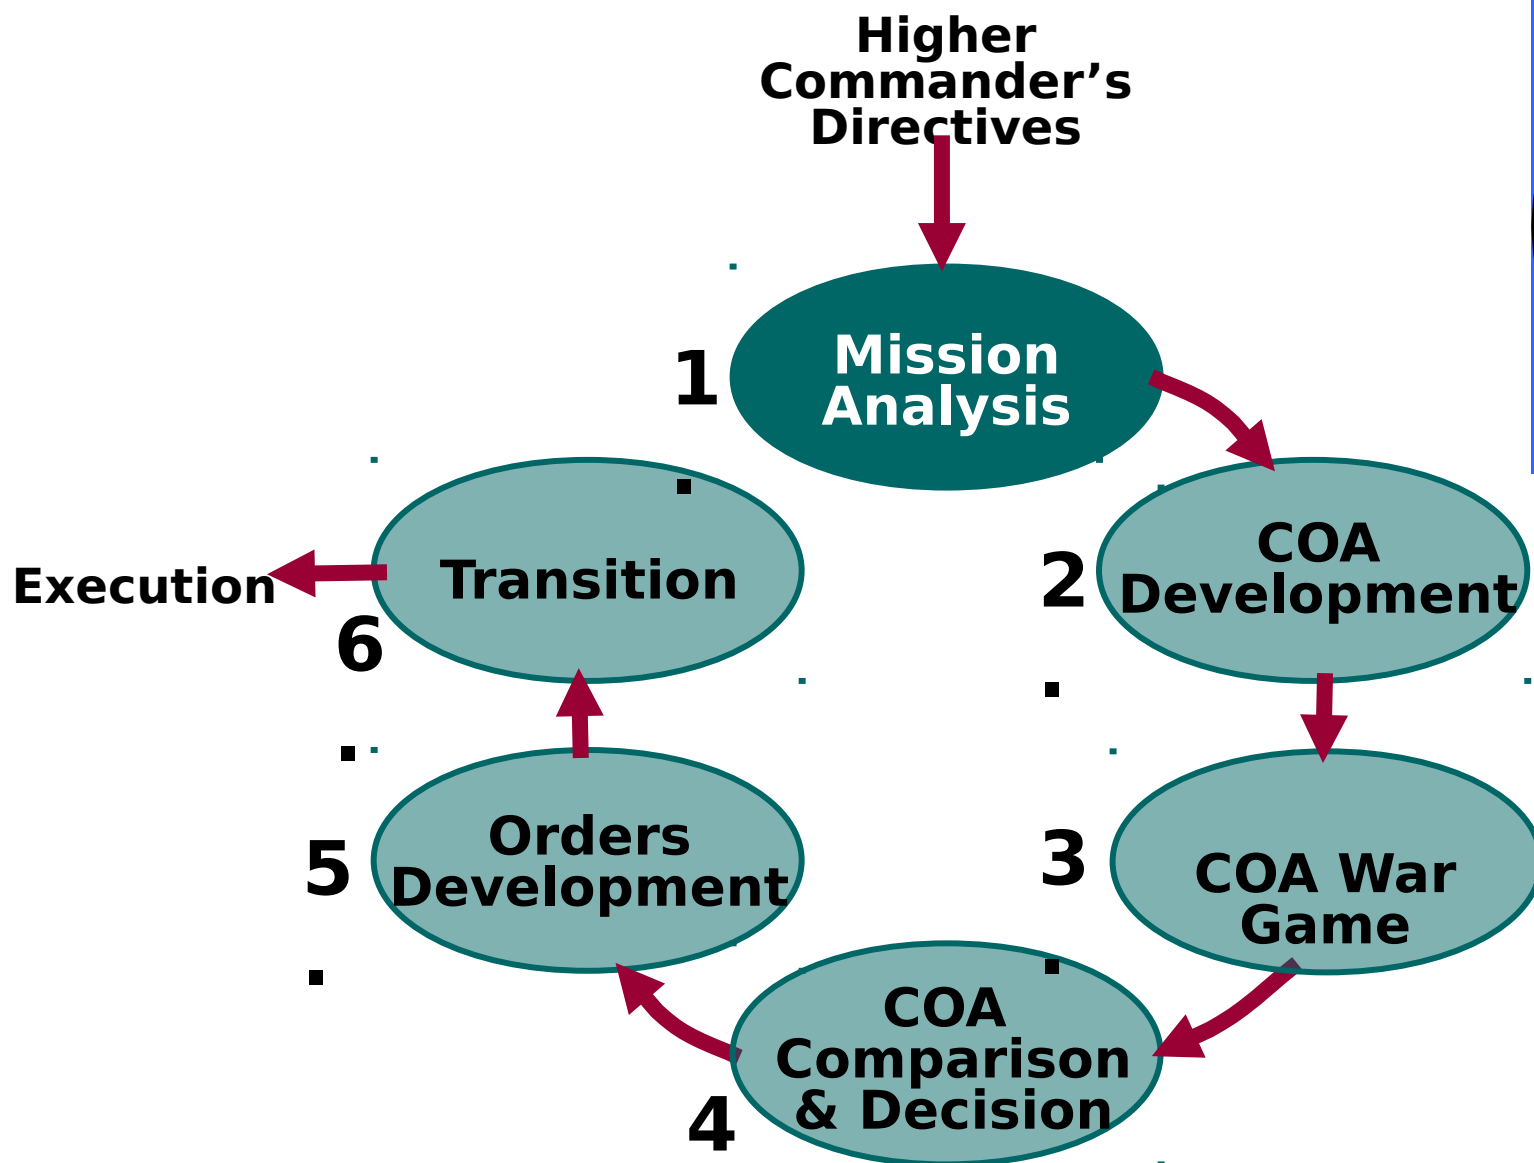 Higher
Commander’s
Directives
1.
Mission
Analysis
2.
COA
Development
3.
COA War
Game
4
COA
Comparison
& Decision
5.
Orders
Development
6.
Transition
Execution